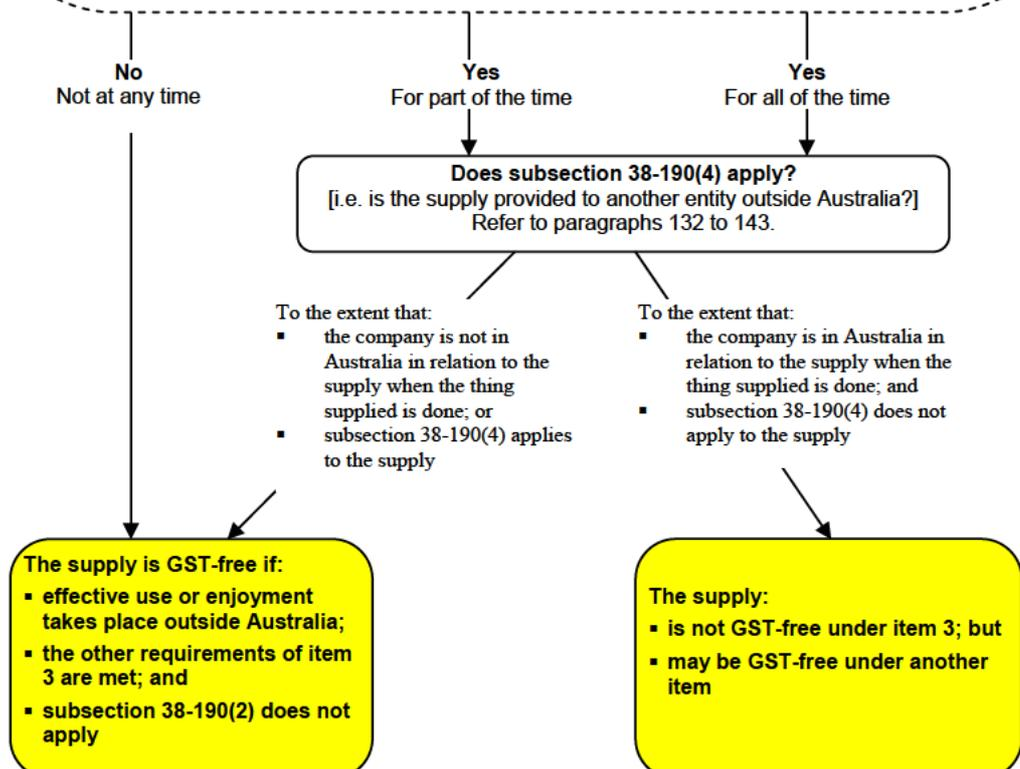 No
Not at any time
Yes
For part of the time
Yes
For all of the time
Does subsection 38-190(4) apply?
[i.e. is the supply provided to another entity outside Australia?]
Refer to paragraphs 132 to 143.
To the extent that:
▪ the company is not in
Australia in relation to the
supply when the thing
supplied is done; or
▪ subsection 38-190(4) applies
to the supply
To the extent that:
▪ the company is in Australia in
relation to the supply when the
thing supplied is done; and
▪ subsection 38-190(4) does not
apply to the supply
The supply is GST-free if:
▪ effective use or enjoyment
takes place outside Australia;
▪ the other requirements of item
3 are met; and
▪ subsection 38-190(2) does not
apply
The supply:
▪ is not GST-free under item 3; but
▪ may be GST-free under another
item